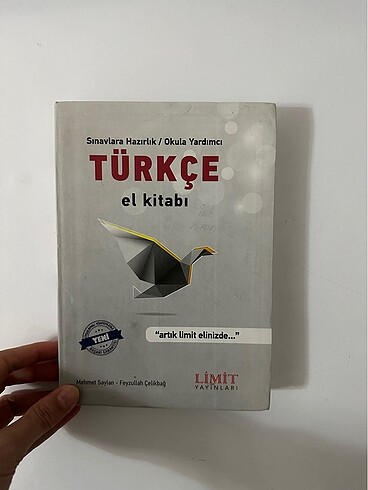 Sınavlara Hazırlık / Okula Yardımcı
TÜRKÇE
el kitabı
YENİ
"artık limit elinizde..."
Mehmet Saylan - Feyzullah Çelikbağ
LİMİT
YAYINLARI